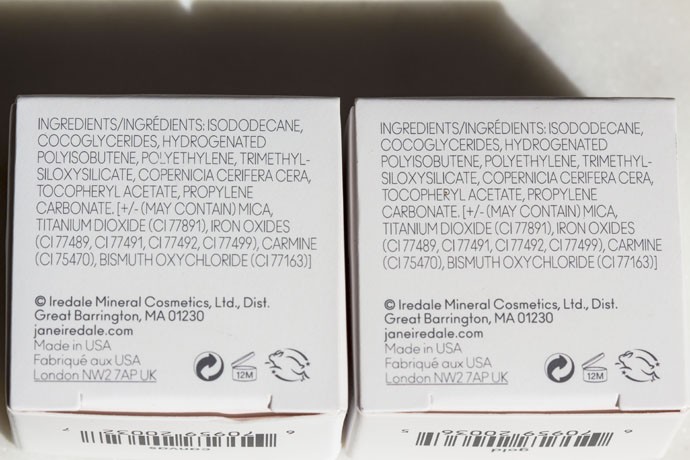 INGREDIENTS/INGRÉDIENTS: ISODODECANE,
COCOGLYCERIDES, HYDROGENATED
POLYISOBUTENE, POLYETHYLENE, TRIMETHYL-
SILOXYSILICATE, COPERNICIA CERIFERA CERA,
TOCOPHERYL ACETATE, PROPYLENE
CARBONATE. [+/- (MAY CONTAIN) MICA,
TITANIUM DIOXIDE (CI 77891), IRON OXIDES
(CI 77489, CI 77491, CI 77492, CI 77499), CARMINE
(CI 75470), BISMUTH OXYCHLORIDE (CI 77163)]
© Iredale Mineral Cosmetics, Ltd., Dist.
Great Barrington, MA 01230
janeiredale.com
Made in USA
Fabriqué aux USA
London NW2 7AP UK
12M
canvas
INGREDIENTS/INGRÉDIENTS: ISODODECANE,
COCOGLYCERIDES, HYDROGENATED
POLYISOBUTENE, POLYETHYLENE, TRIMETHYL-
SILOXYSILICATE, COPERNICIA CERIFERA CERA,
TOCOPHERYL ACETATE, PROPYLENE
CARBONATE. [+/- (MAY CONTAIN) MICA,
TITANIUM DIOXIDE (CI 77891), IRON OXIDES
(CI 77489, CI 77491, CI 77492, CI 77499), CARMINE
(CI 75470), BISMUTH OXYCHLORIDE (CI 77163)]
© Iredale Mineral Cosmetics, Ltd., Dist.
Great Barrington, MA 01230
janeiredale.com
Made in USA
Fabriqué aux USA
London NW2 7AP UK
12M
gold